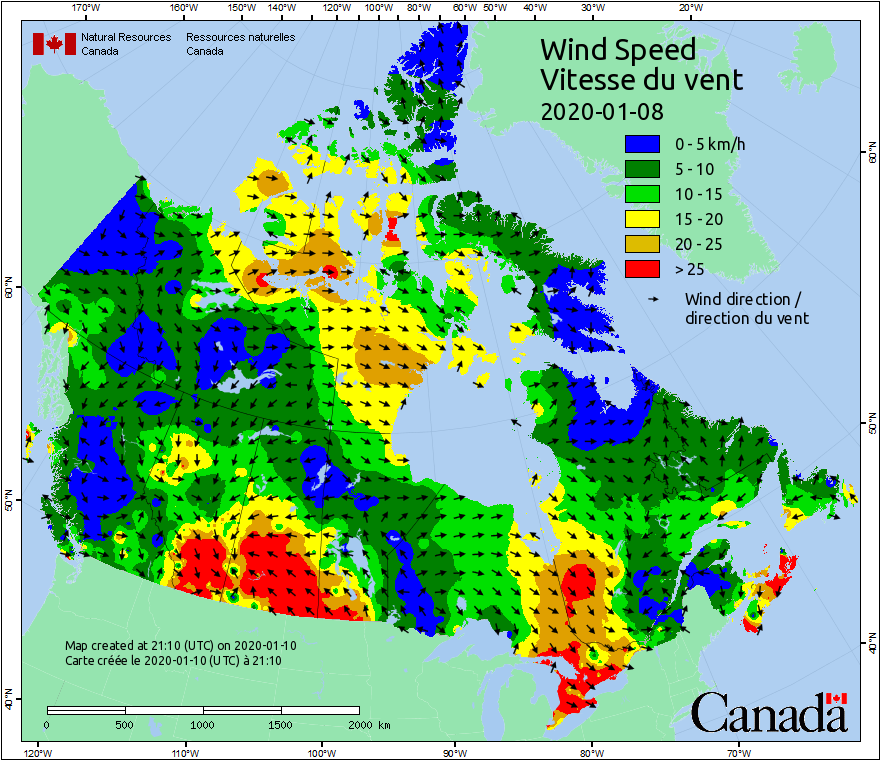 170°W 160°W 150°W 140°W 130°W 120°W 110°W 100°W 90°W 80°W 70°W 60°W 50°W 40°W 30°W 20°W
Natural Resources Ressources naturelles
Canada Canada
Wind Speed
Vitesse du vent
2020-01-08
0 - 5 km/h
5 - 10
10 - 15
15 - 20
20 - 25
> 25
Wind direction /
direction du vent
60°N
50°N
40°N
60°N
50°N
40°N
Map created at 21:10 (UTC) on 2020-01-10
Carte créée le 2020-01-10 (UTC) à 21:10
0 500 1000 1500 2000 km
Canada
120°W 110°W 100°W 90°W 80°W 70°W